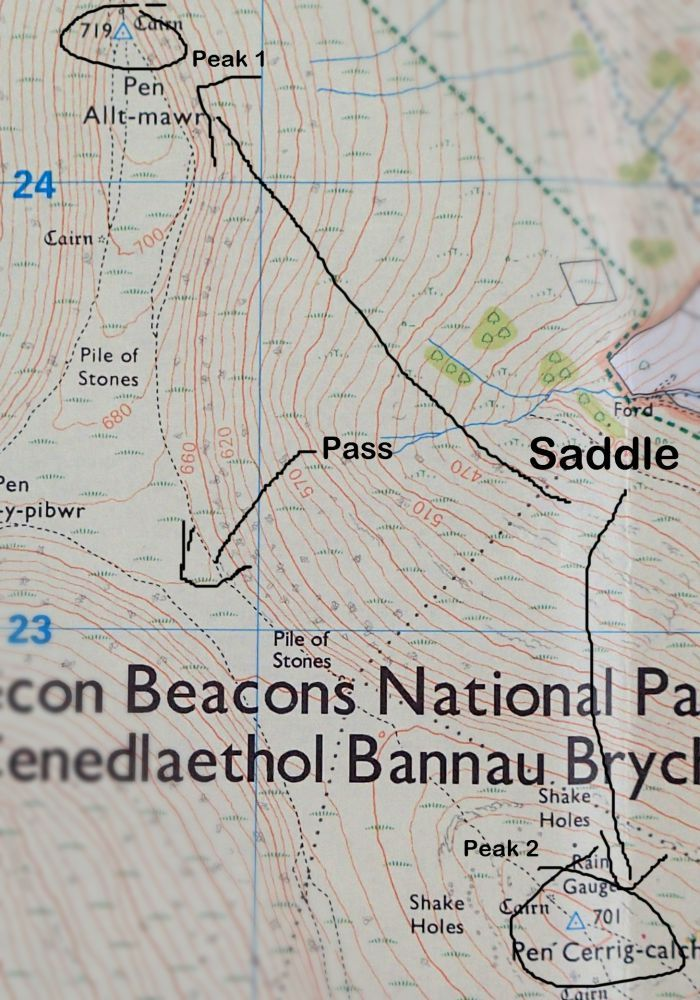 719 Cairn
Peak 1
Pen
Allt-mawr
24
Cairn
700
Pile of
Stones
680
Ford
660
620
Pass
Saddle
570
470
Pen
-y-pibwr
510
23
Pile of
Stones
con Beacons National Pa
enedlaethol Bannau Brych
Shake
Holes
Peak 2
Rain
Gauge
Shake
Holes
Cairn
701
Pen Cerrig-calch
Cairn